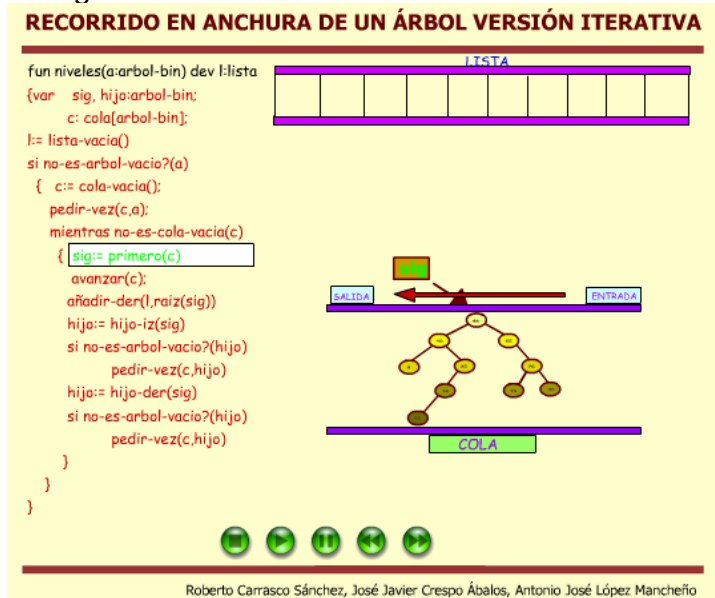 RECORRIDO EN ANCHURA DE UN ÁRBOL VERSIÓN ITERATIVA
fun niveles(a:arbol-bin) dev l:lista
{var sig, hijo:arbol-bin;
c: cola[arbol-bin];
l:= lista-vacia()
si no-es-arbol-vacio?(a)
{ c:= cola-vacia();
pedir-vez(c,a);
mientras no-es-cola-vacia(c)
{ sig:= primero(c)
avanzar(c);
añadir-der(l,raiz(sig))
hijo:= hijo-iz(sig)
si no-es-arbol-vacio?(hijo)
pedir-vez(c,hijo)
hijo:= hijo-der(sig)
si no-es-arbol-vacio?(hijo)
pedir-vez(c,hijo)
}
}
}
LISTA
sig
SALIDA
ENTRADA
COLA
Roberto Carrasco Sánchez, José Javier Crespo Ábalos, Antonio José López Mancheño